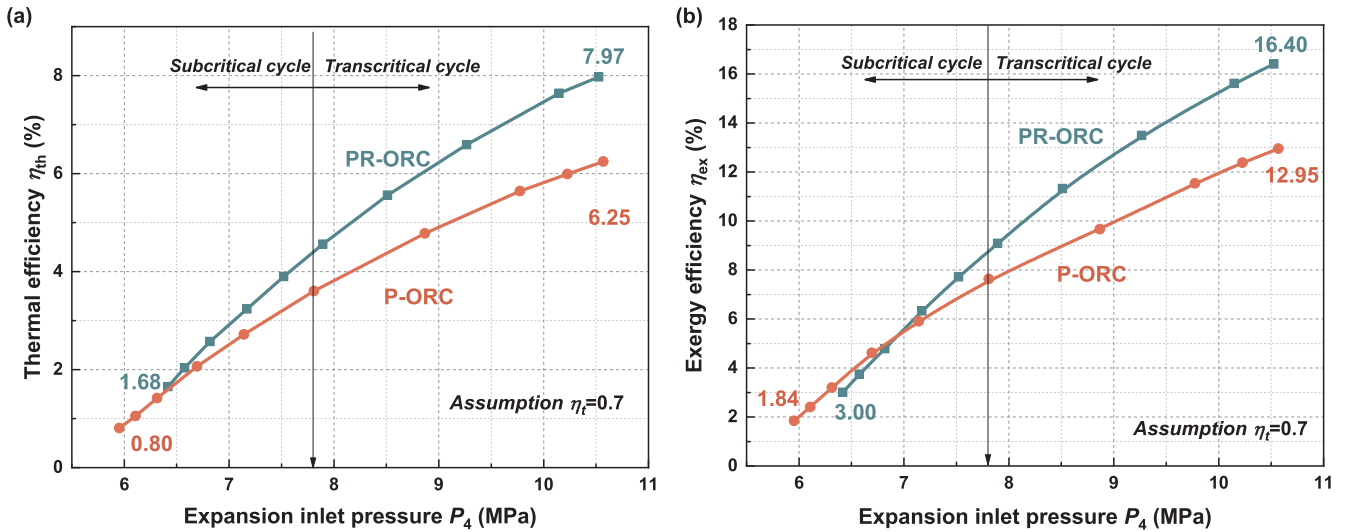 (a)
Thermal efficiency ηth (%)
8
6
4
2
0
Subcritical cycle
Transcritical cycle
7.97
PR-ORC
6.25
P-ORC
1.68
0.80
Assumption ηt=0.7
6 7 8 9 10 11
Expansion inlet pressure P4 (MPa)
(b)
Exergy efficiency ηex (%)
18
16
14
12
10
8
6
4
2
0
Subcritical cycle
Transcritical cycle
16.40
PR-ORC
12.95
P-ORC
1.84
3.00
Assumption ηt=0.7
6 7 8 9 10 11
Expansion inlet pressure P4 (MPa)